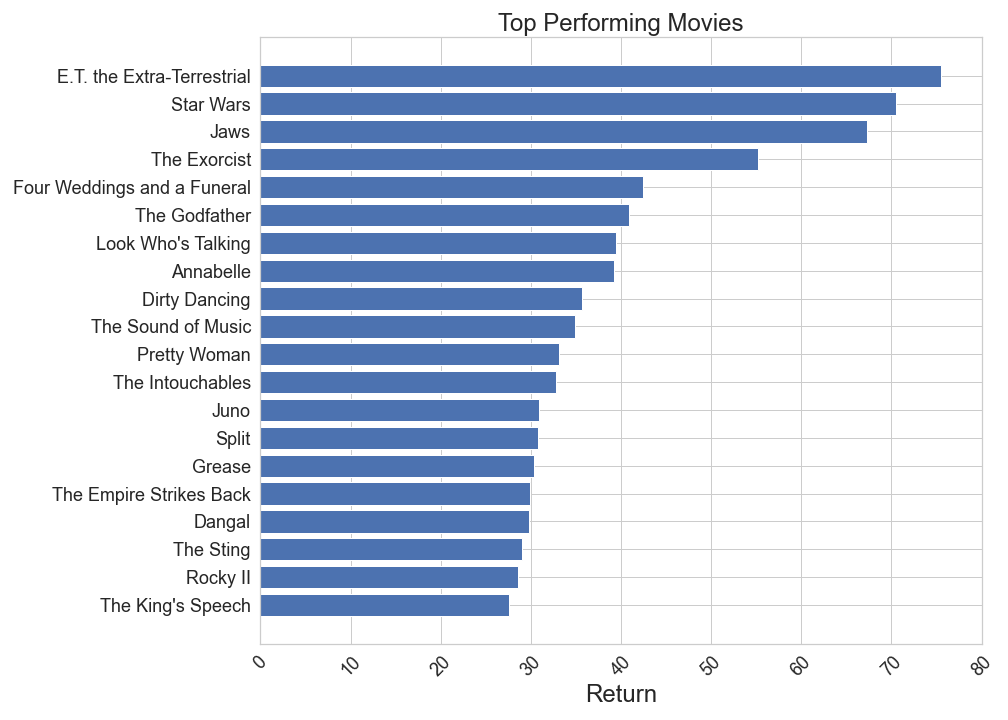 Top Performing Movies
E.T. the Extra-Terrestrial
Star Wars
Jaws
The Exorcist
Four Weddings and a Funeral
The Godfather
Look Who's Talking
Annabelle
Dirty Dancing
The Sound of Music
Pretty Woman
The Intouchables
Juno
Split
Grease
The Empire Strikes Back
Dangal
The Sting
Rocky II
The King's Speech
0 10 20 30 40 50 60 70 80
Return